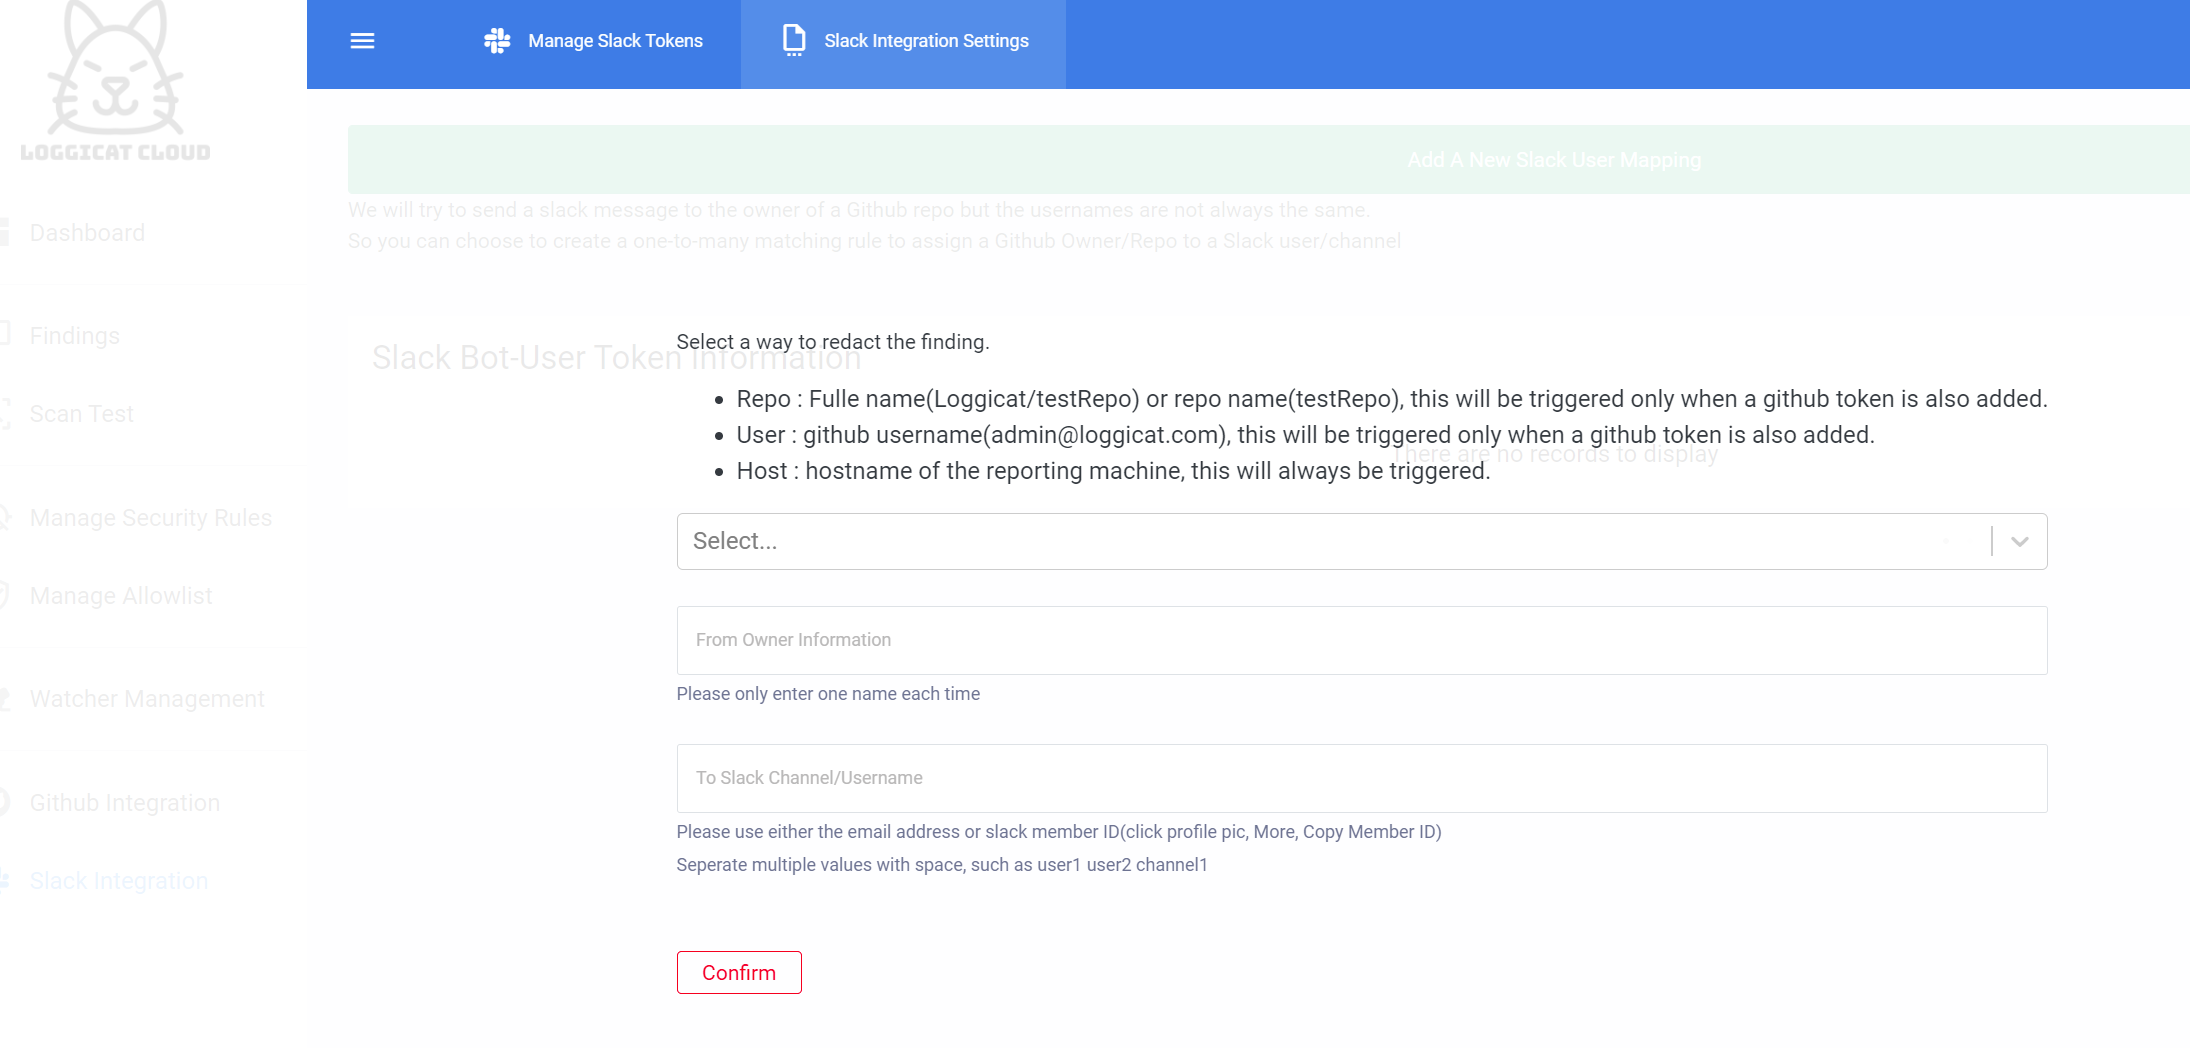 Manage Slack Tokens
Slack Integration Settings
LOGGICAT CLOUD
Dashboard
Findings
Scan Test
Manage Security Rules
Manage Allowlist
Watcher Management
Github Integration
Slack Integration
Add A New Slack User Mapping
We will try to send a slack message to the owner of a Github repo but the usernames are not always the same.
So you can choose to create a one-to-many matching rule to assign a Github Owner/Repo to a Slack user/channel
Slack Bot-User Token Information
There are no records to display
Select a way to redact the finding.
• Repo : Fulle name(Loggicat/testRepo) or repo name(testRepo), this will be triggered only when a github token is also added.
• User : github username(admin@loggicat.com), this will be triggered only when a github token is also added.
• Host : hostname of the reporting machine, this will always be triggered.
Select...
From Owner Information
Please only enter one name each time
To Slack Channel/Username
Please use either the email address or slack member ID(click profile pic, More, Copy Member ID)
Seperate multiple values with space, such as user1 user2 channel1
Confirm